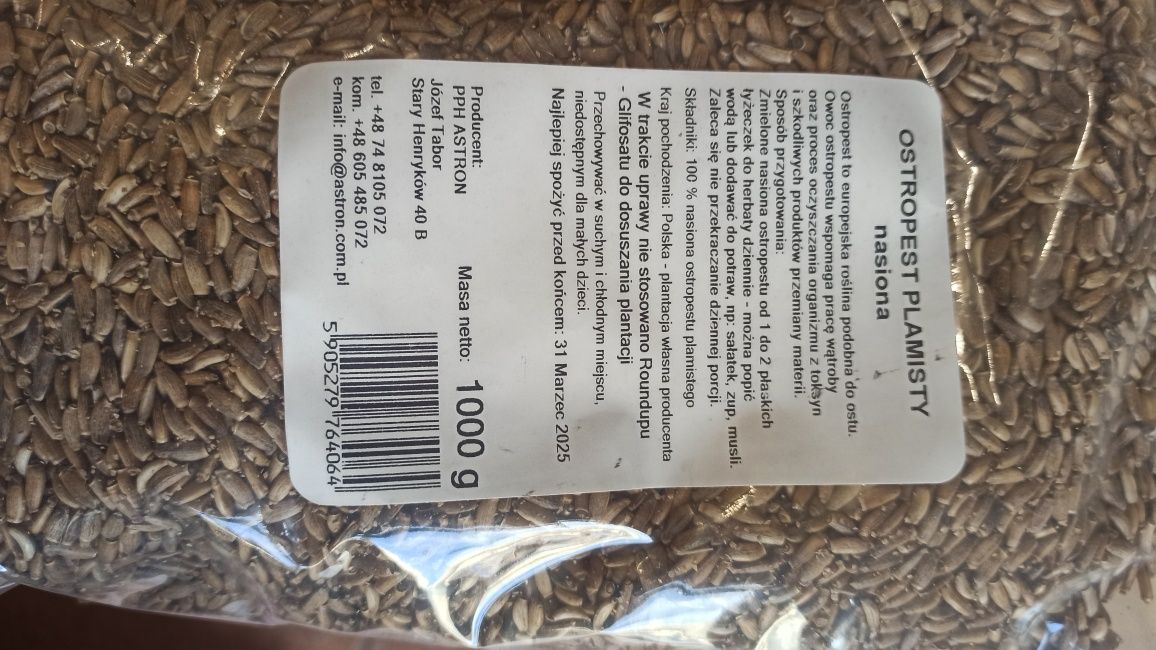 OSTROPEST PLAMISTY
nasiona
Ostropest to europejska roślina podobna do ostu.
Owoc ostropestu wspomaga pracę wątroby
oraz proces oczyszczania organizmu z toksyn
i szkodliwych produktów przemiany materii.
Sposób przygotowania:
Zmielone nasiona ostropestu od 1 do 2 płaskich
łyżeczek do herbaty dziennie - można popić
wodą lub dodawać do potraw, np: sałatek, zup, musli.
Zaleca się nie przekraczanie dziennej porcji.
Składniki: 100 % nasiona ostropestu plamistego
Kraj pochodzenia: Polska - plantacja własna producenta
W trakcie uprawy nie stosowano Roundupu
- Glifosatu do dosuszania plantacji
Przechowywać w suchym i chłodnym miejscu,
niedostępnym dla małych dzieci.
Najlepiej spożyć przed końcem: 31 Marzec 2025
Producent:
PPH ASTRON
Józef Tabor
Stary Henryków 40 B
tel. +48 74 8105 072
kom. +48 605 485 072
e-mail: info@astron.com.pl
Masa netto: 1000 g
5 905279 764064